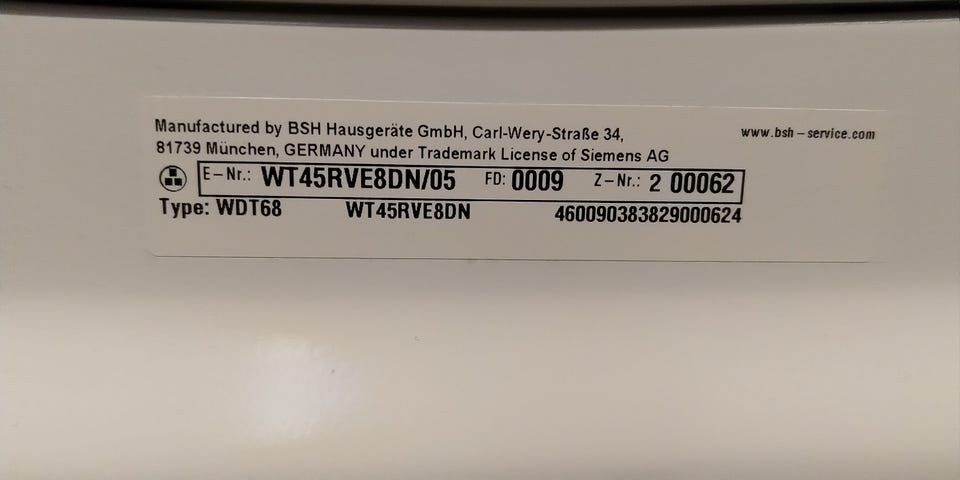 Manufactured by BSH Hausgeräte GmbH, Carl-Wery-Straße 34,
www.bsh-service.com
81739 München, GERMANY under Trademark License of Siemens AG
E-Nr.: WT45RVE8DN/05 FD: 0009 Z-Nr.: 2 00062
Type: WDT68 WT45RVE8DN 460090383829000624